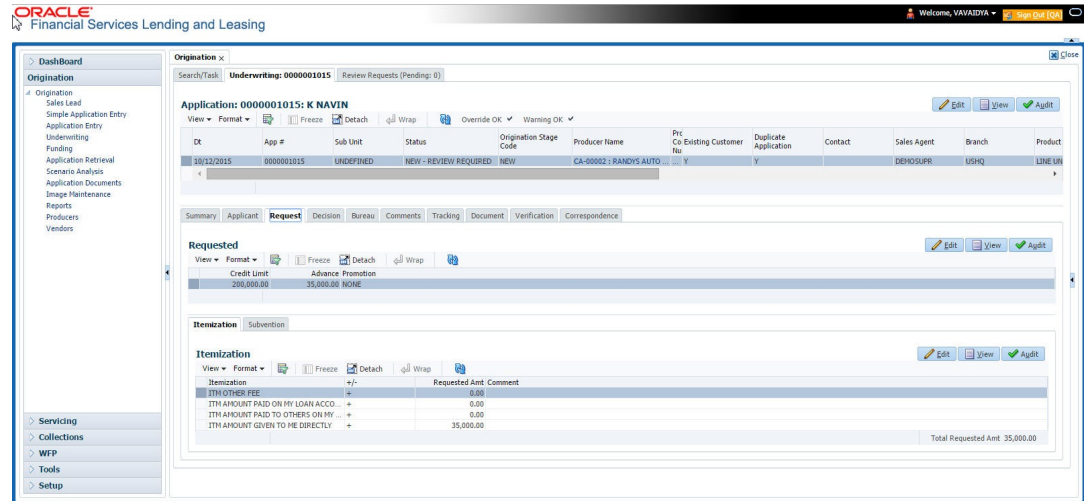 ORACLE®
Financial Services Lending and Leasing
Welcome, VAVAIDYA
Sign Out [QA]
Close
DashBoard
Origination
Origination
Sales Lead
Simple Application Entry
Application Entry
Underwriting
Funding
Application Retrieval
Scenario Analysis
Application Documents
Image Maintenance
Reports
Producers
Vendors
Servicing
Collections
WFP
Tools
Setup
Origination x
Search/Task Underwriting: 0000001015 Review Requests (Pending: 0)
Application: 0000001015: K NAVIN
Edit View Audit
View Format Freeze Detach Wrap Override OK Warning OK
Dt App # Sub Unit Status Origination Stage Code Producer Name Prc Co Nu Existing Customer Duplicate Application Contact Sales Agent Branch Product
10/12/2015 0000001015 UNDEFINED NEW - REVIEW REQUIRED NEW CA-00002 : RANDYS AUTO ... ... Y Y DEMOSUPR USHQ LINE UN
Summary Applicant Request Decision Bureau Comments Tracking Document Verification Correspondence
Requested
Edit View Audit
View Format Freeze Detach Wrap
Credit Limit Advance Promotion
200,000.00 35,000.00 NONE
Itemization Subvention
Itemization
Edit View Audit
View Format Freeze Detach Wrap
Itemization +/- Requested Amt Comment
ITM OTHER FEE + 0.00
ITM AMOUNT PAID ON MY LOAN ACCO... + 0.00
ITM AMOUNT PAID TO OTHERS ON MY ... + 0.00
ITM AMOUNT GIVEN TO ME DIRECTLY + 35,000.00
Total Requested Amt 35,000.00